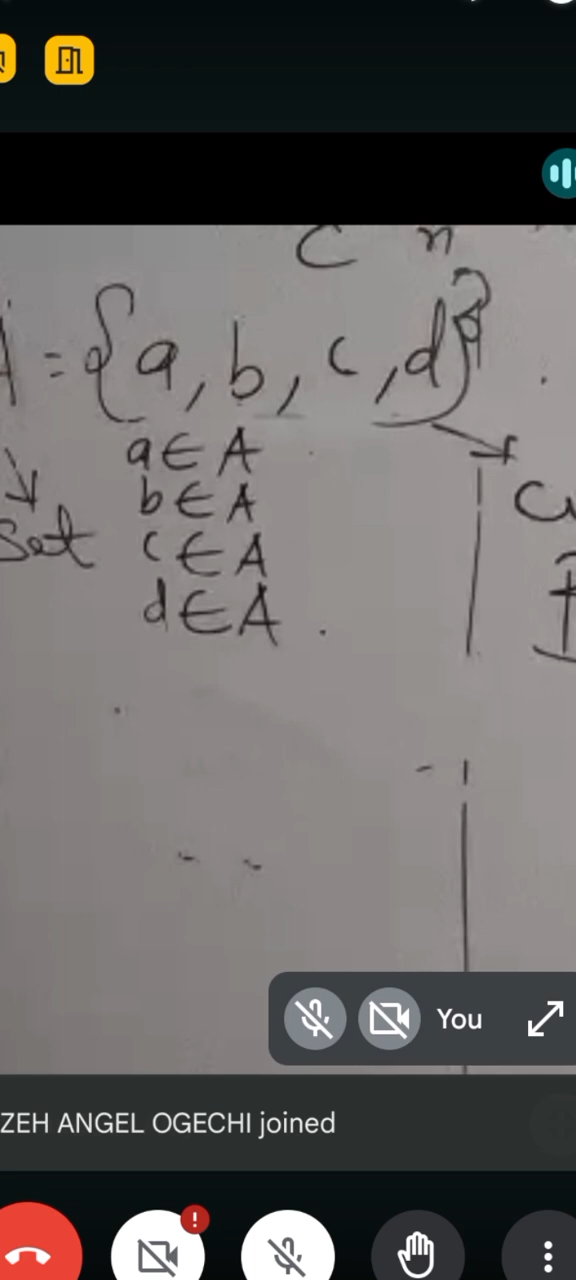 C n
A = {a, b, c, d}
a ∈ A
b ∈ A
Set c ∈ A
d ∈ A
You
ZEH ANGEL OGECHI joined